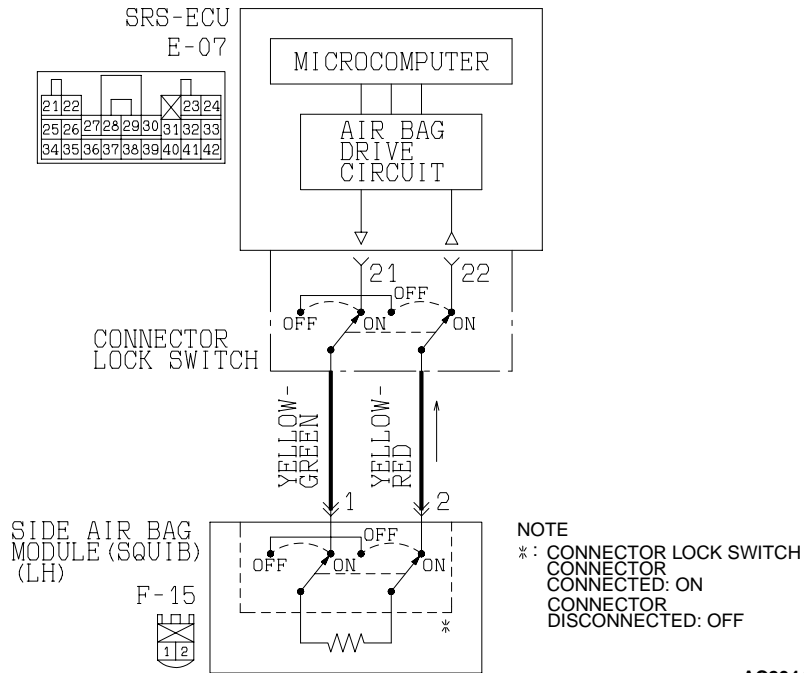 SRS-ECU
E-07
MICROCOMPUTER
21 22 23 24
25 26 27 28 29 30 31 32 33
34 35 36 37 38 39 40 41 42
AIR BAG
DRIVE
CIRCUIT
21 22
OFF
OFF ON ON
CONNECTOR
LOCK SWITCH
YELLOW-
GREEN
YELLOW-
RED
1 2
SIDE AIR BAG
MODULE (SQUIB)
(LH)
OFF
OFF ON ON
F-15
1 2
*
NOTE
*: CONNECTOR LOCK SWITCH
CONNECTOR
CONNECTED: ON
CONNECTOR
DISCONNECTED: OFF